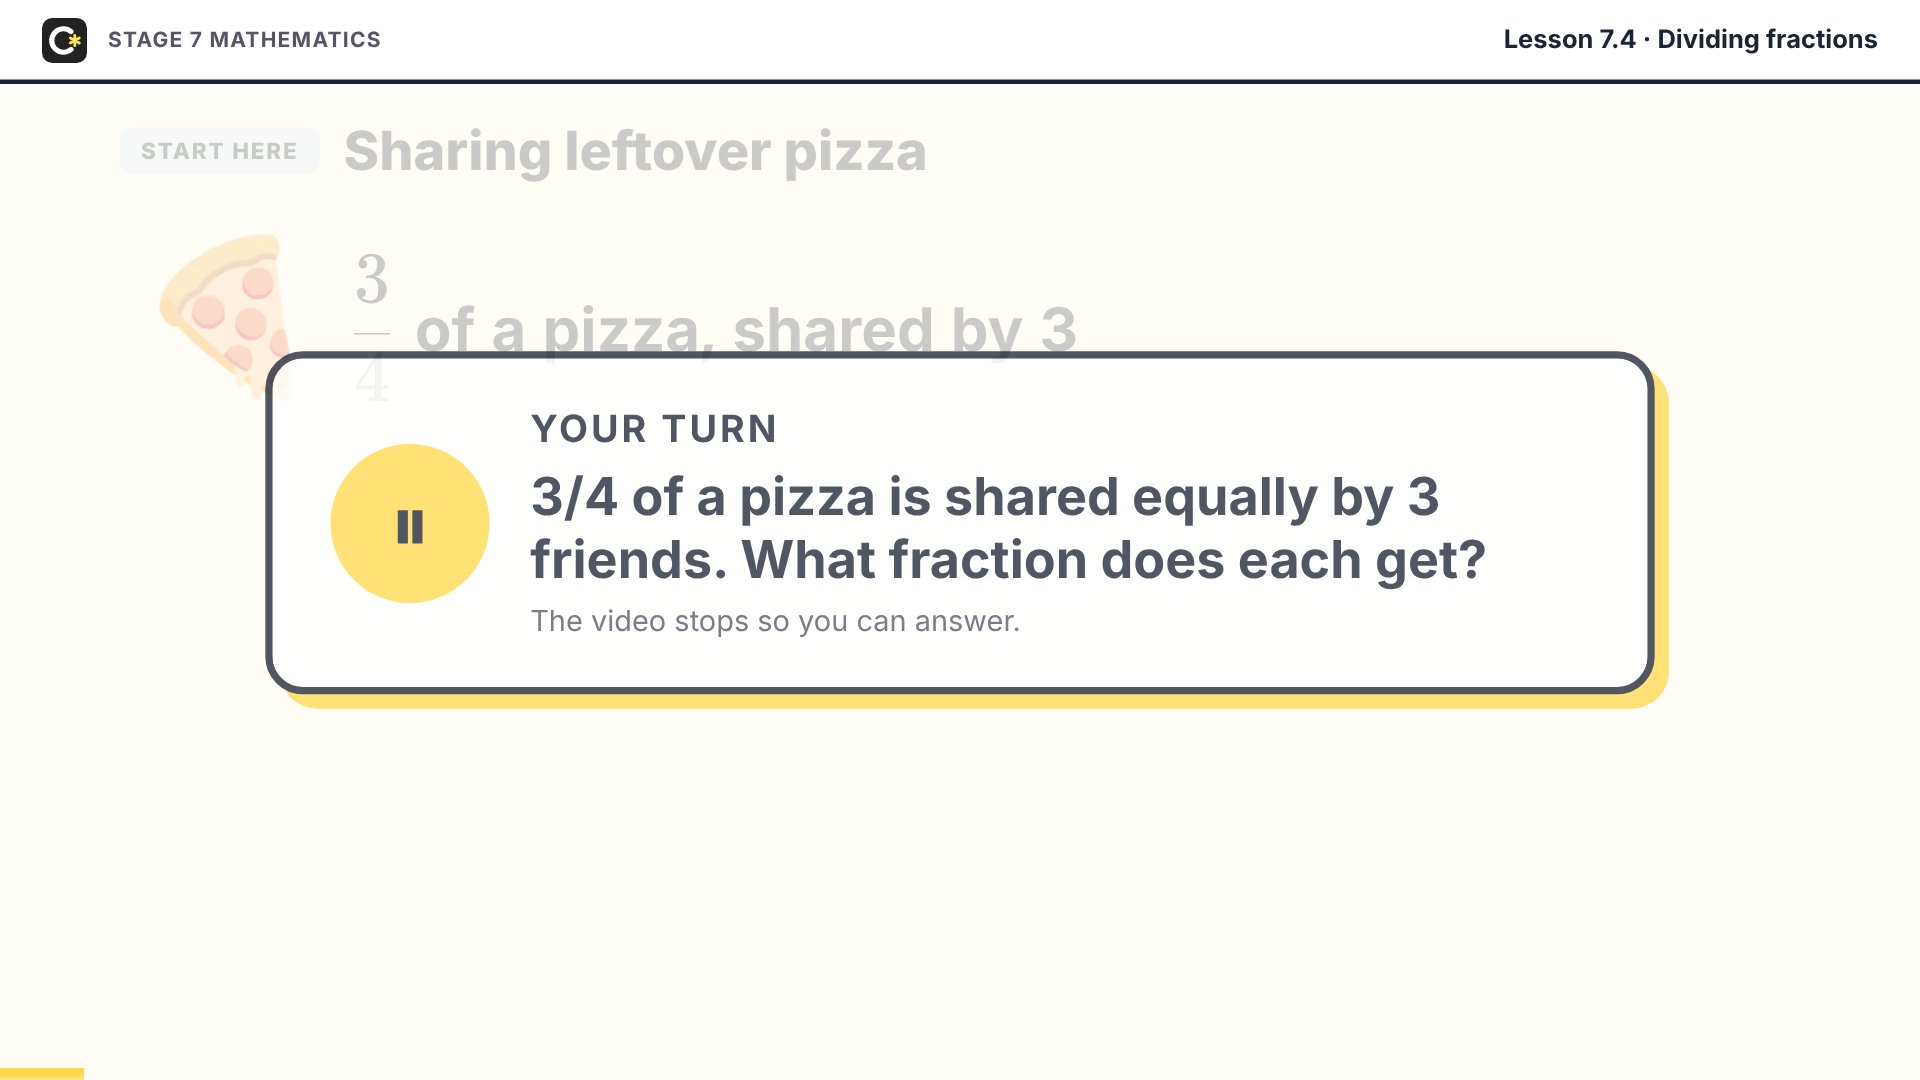 STAGE 7 MATHEMATICS
Lesson 7.4 · Dividing fractions
START HERE
Sharing leftover pizza
3
4
of a pizza, shared by 3
YOUR TURN
3/4 of a pizza is shared equally by 3
friends. What fraction does each get?
The video stops so you can answer.